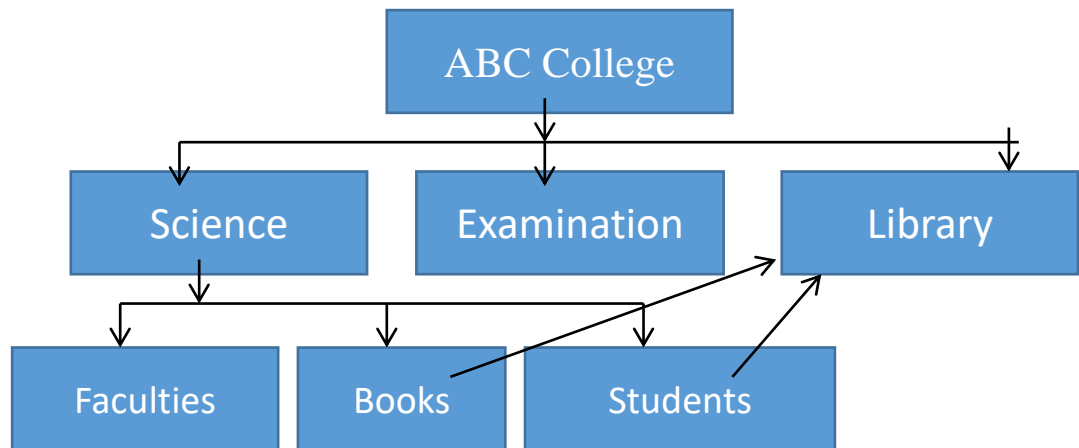 ABC College
Science
Examination
Library
Faculties
Books
Students